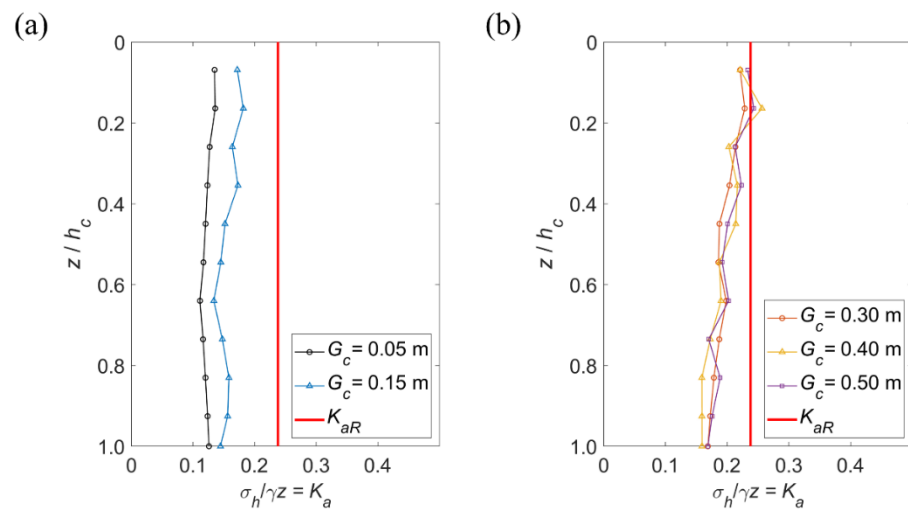 (a)
0
0.2
0.4
0.6
0.8
1.0
z / h_c
0
0.1
0.2
0.3
0.4
σ_h/γz = K_a
G_c = 0.05 m
G_c = 0.15 m
K_aR
(b)
0
0.2
0.4
0.6
0.8
1.0
z / h_c
0
0.1
0.2
0.3
0.4
σ_h/γz = K_a
G_c = 0.30 m
G_c = 0.40 m
G_c = 0.50 m
K_aR